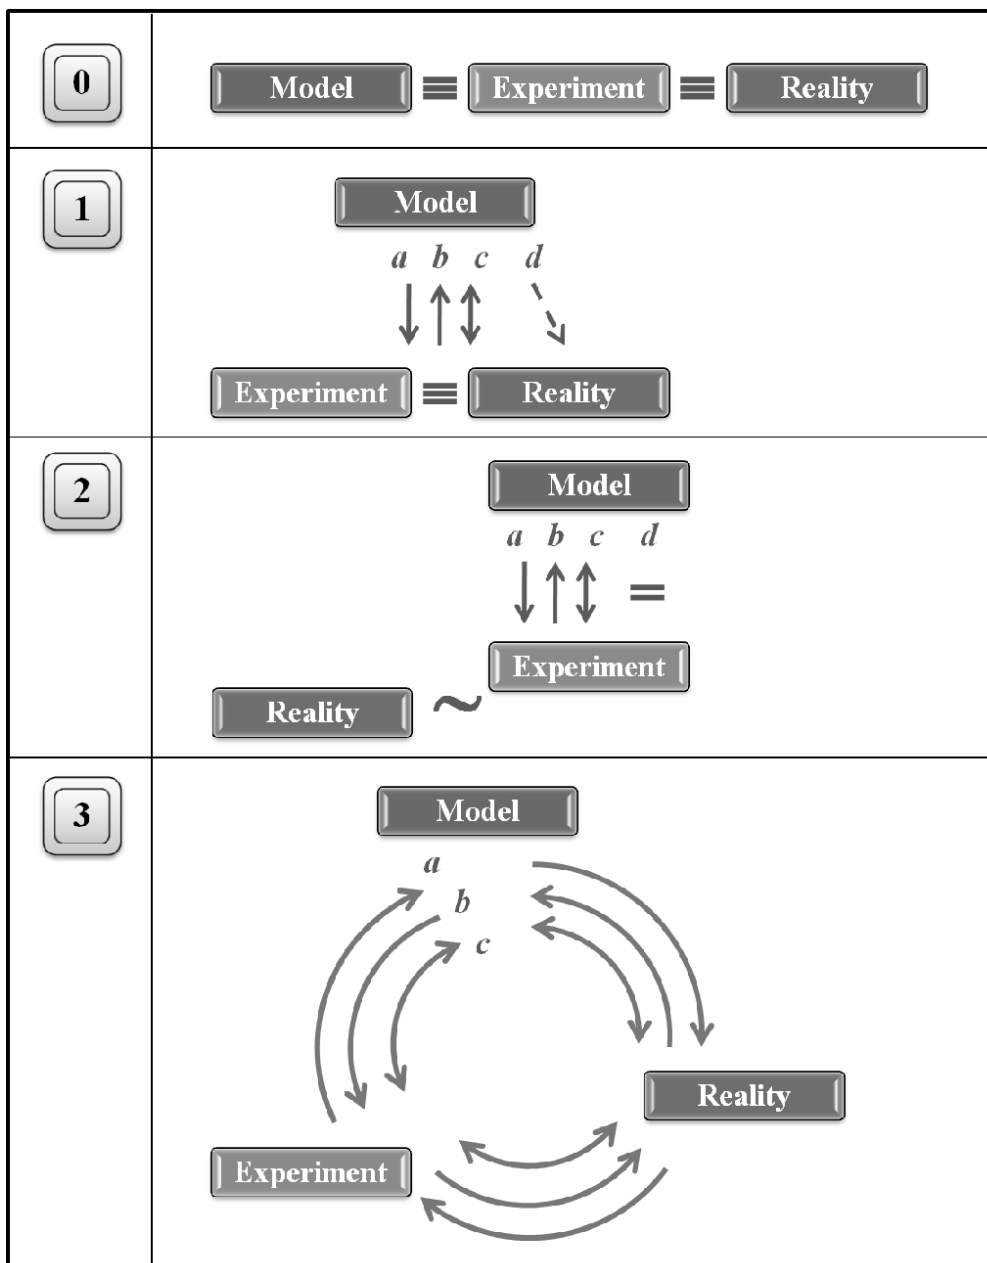 0
Model ≡ Experiment ≡ Reality
1
Model
a b c d
Experiment ≡ Reality
2
Model
a b c d
=
Experiment
Reality ~
3
Model
a
b
c
Reality
Experiment